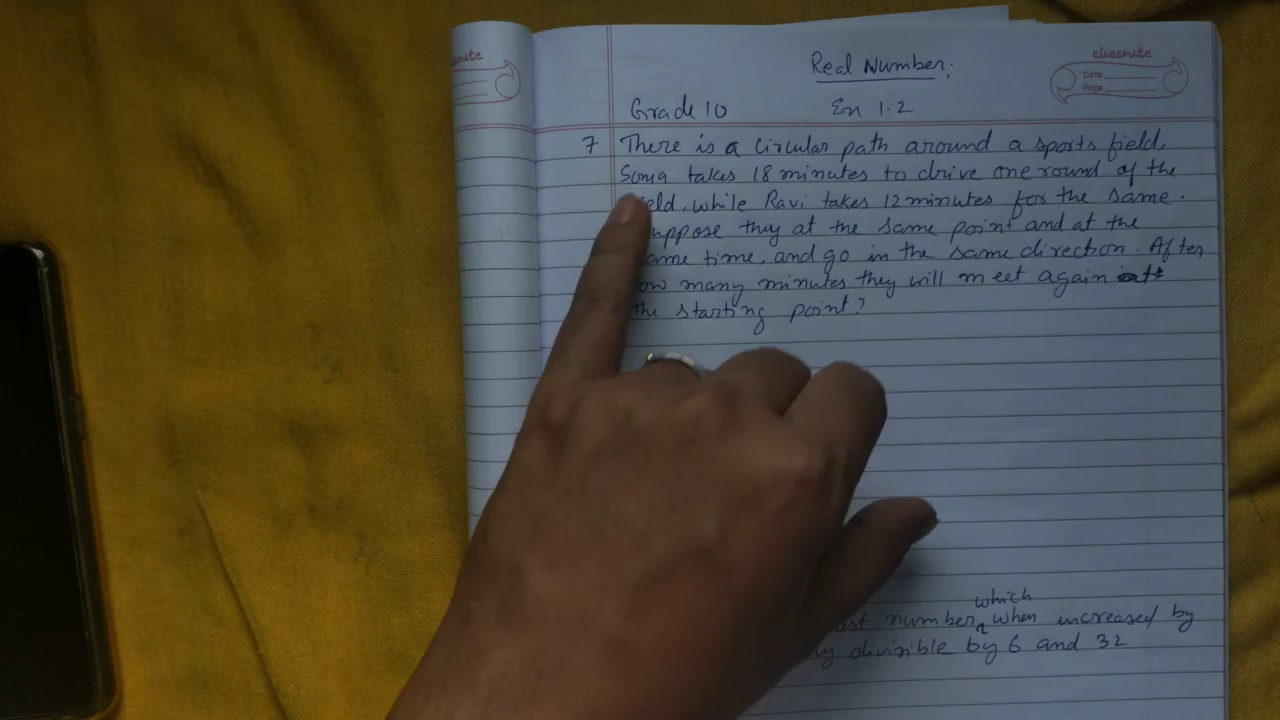 Real Number:
classmate
Date
Page
Grade 10 Ex 1.2
7 There is a circular path around a sports field.
Sonia takes 18 minutes to drive one round of the
field, while Ravi takes 12 minutes for the same.
uppose they at the same point and at the
ame time, and go in the same direction. After
ow many minutes they will meet again at
the starting point?
which
number when increased by
divisible by 6 and 32